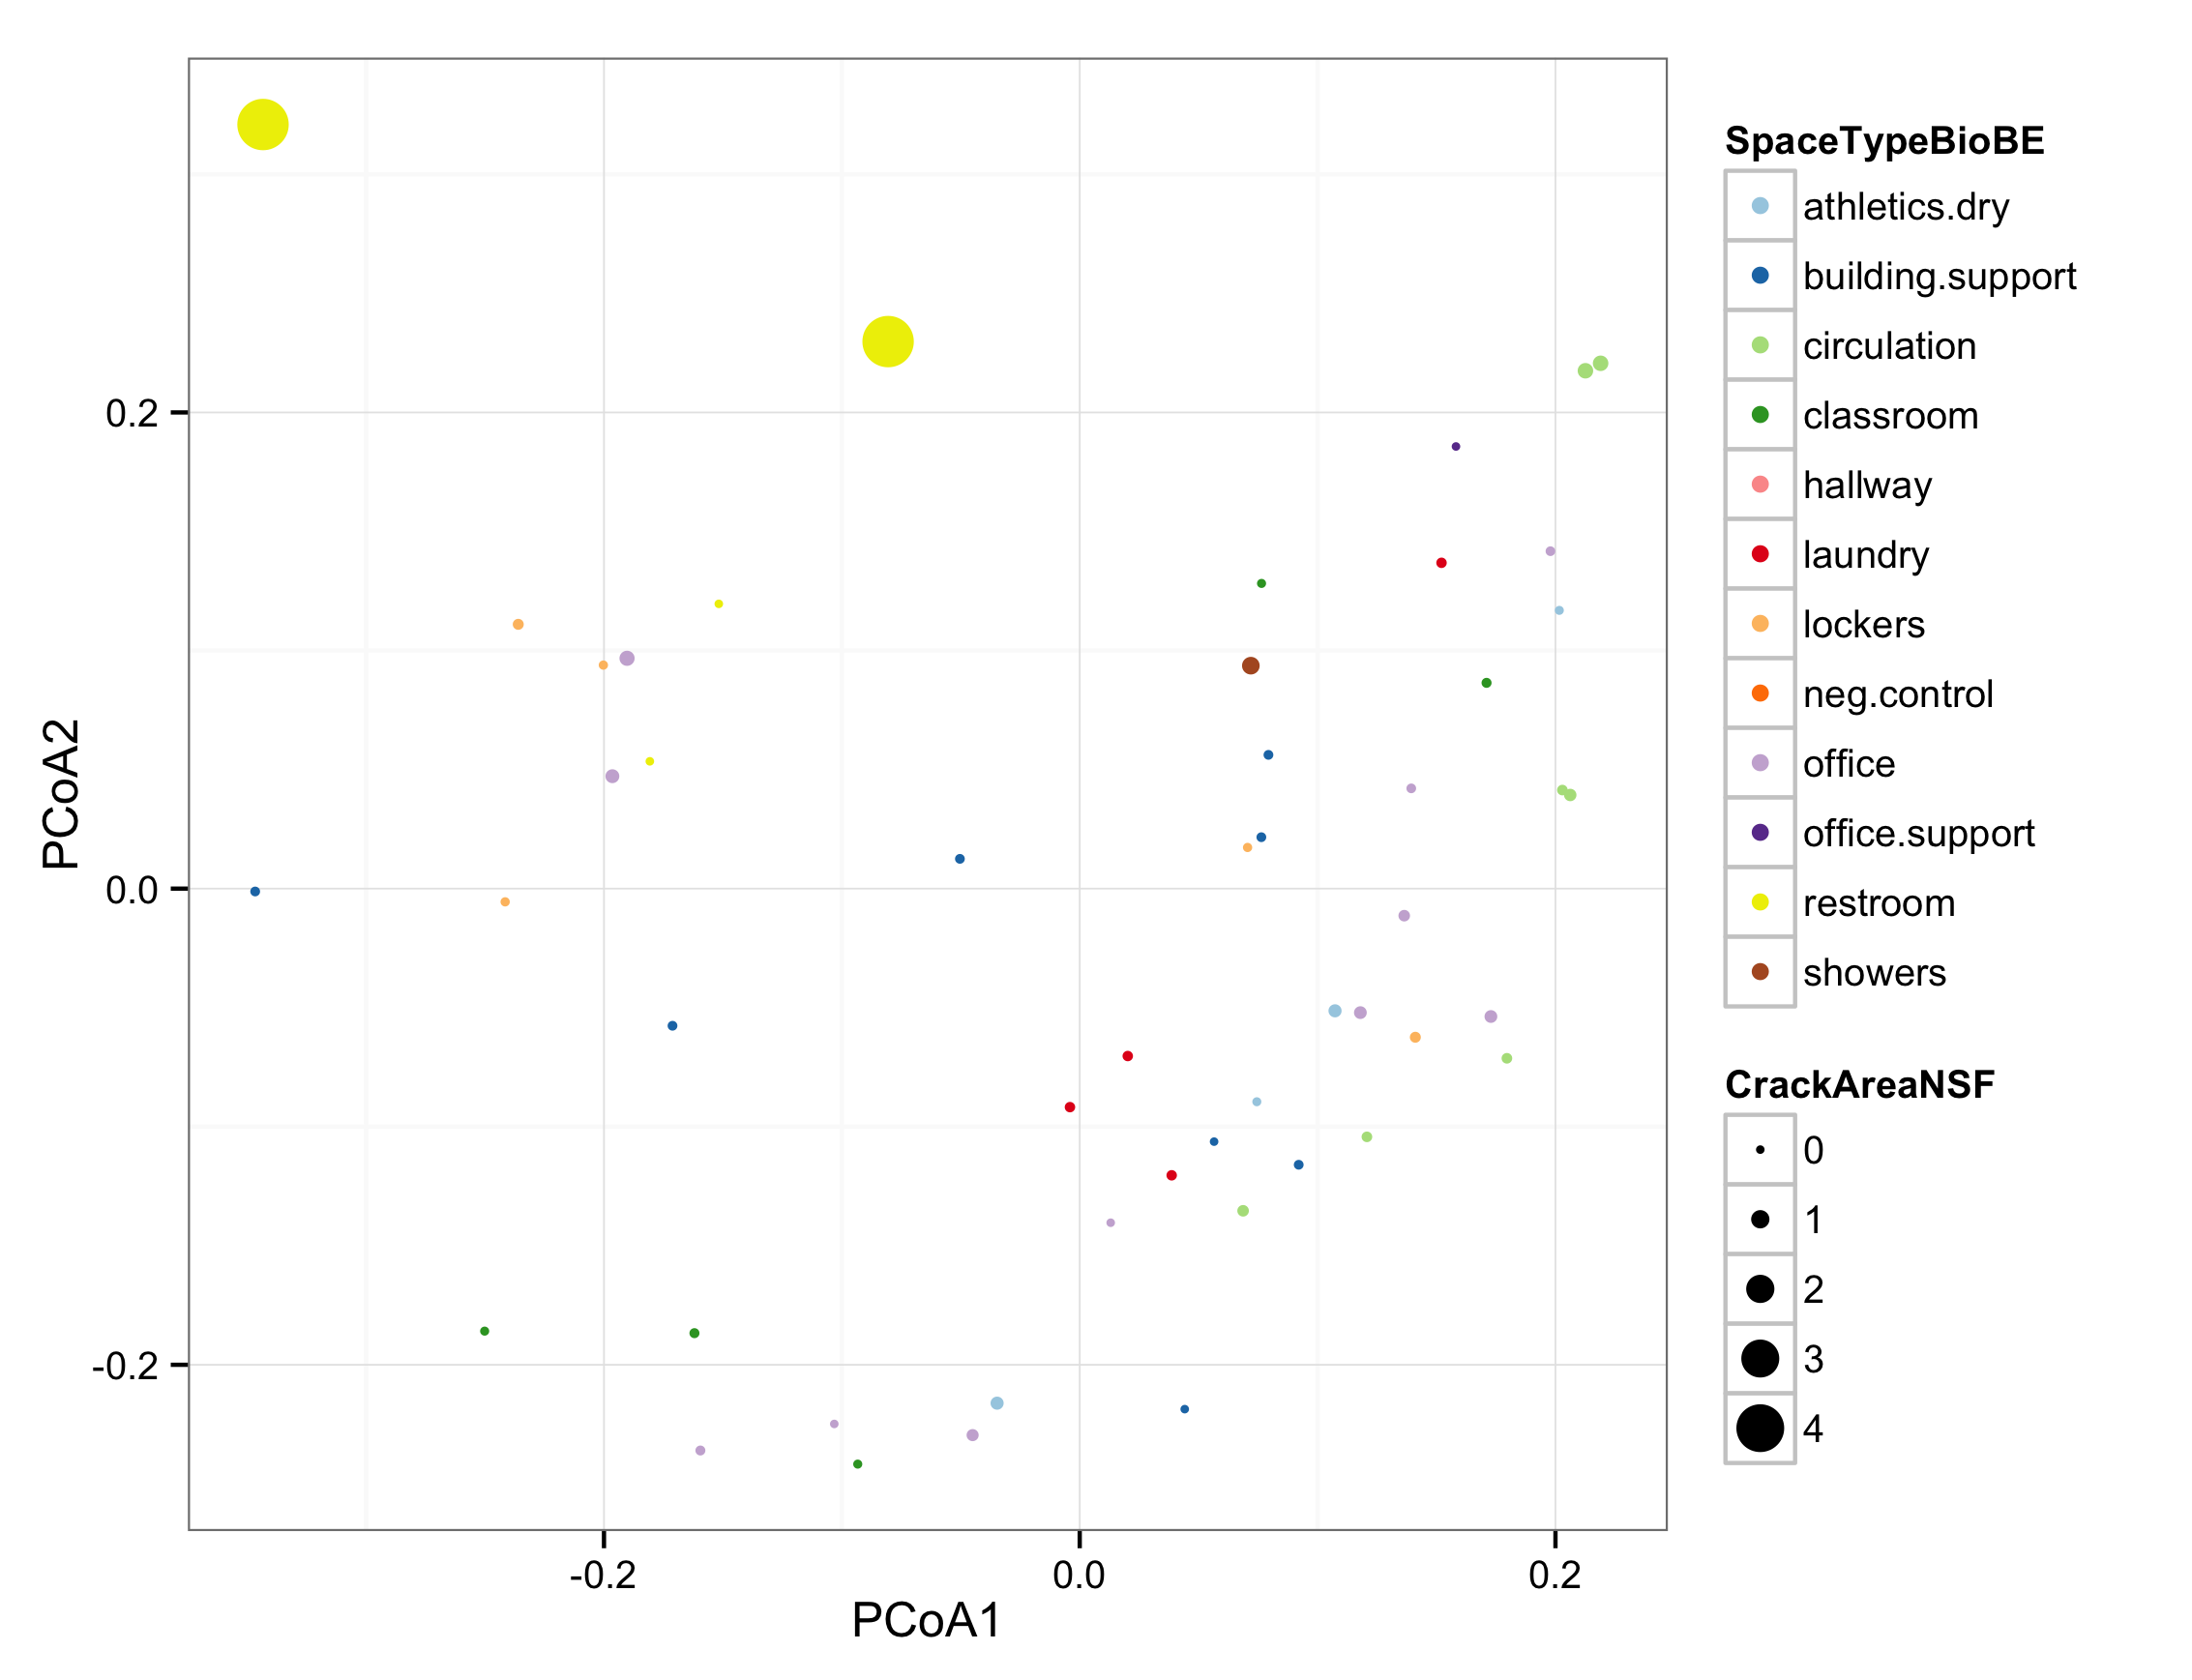 SpaceTypeBioBE
athletics.dry
building.support
circulation
classroom
hallway
laundry
lockers
neg.control
office
office.support
restroom
showers
CrackAreaNSF
0
1
2
3
4
PCoA2
0.2
0.0
-0.2
-0.2
0.0
0.2
PCoA1